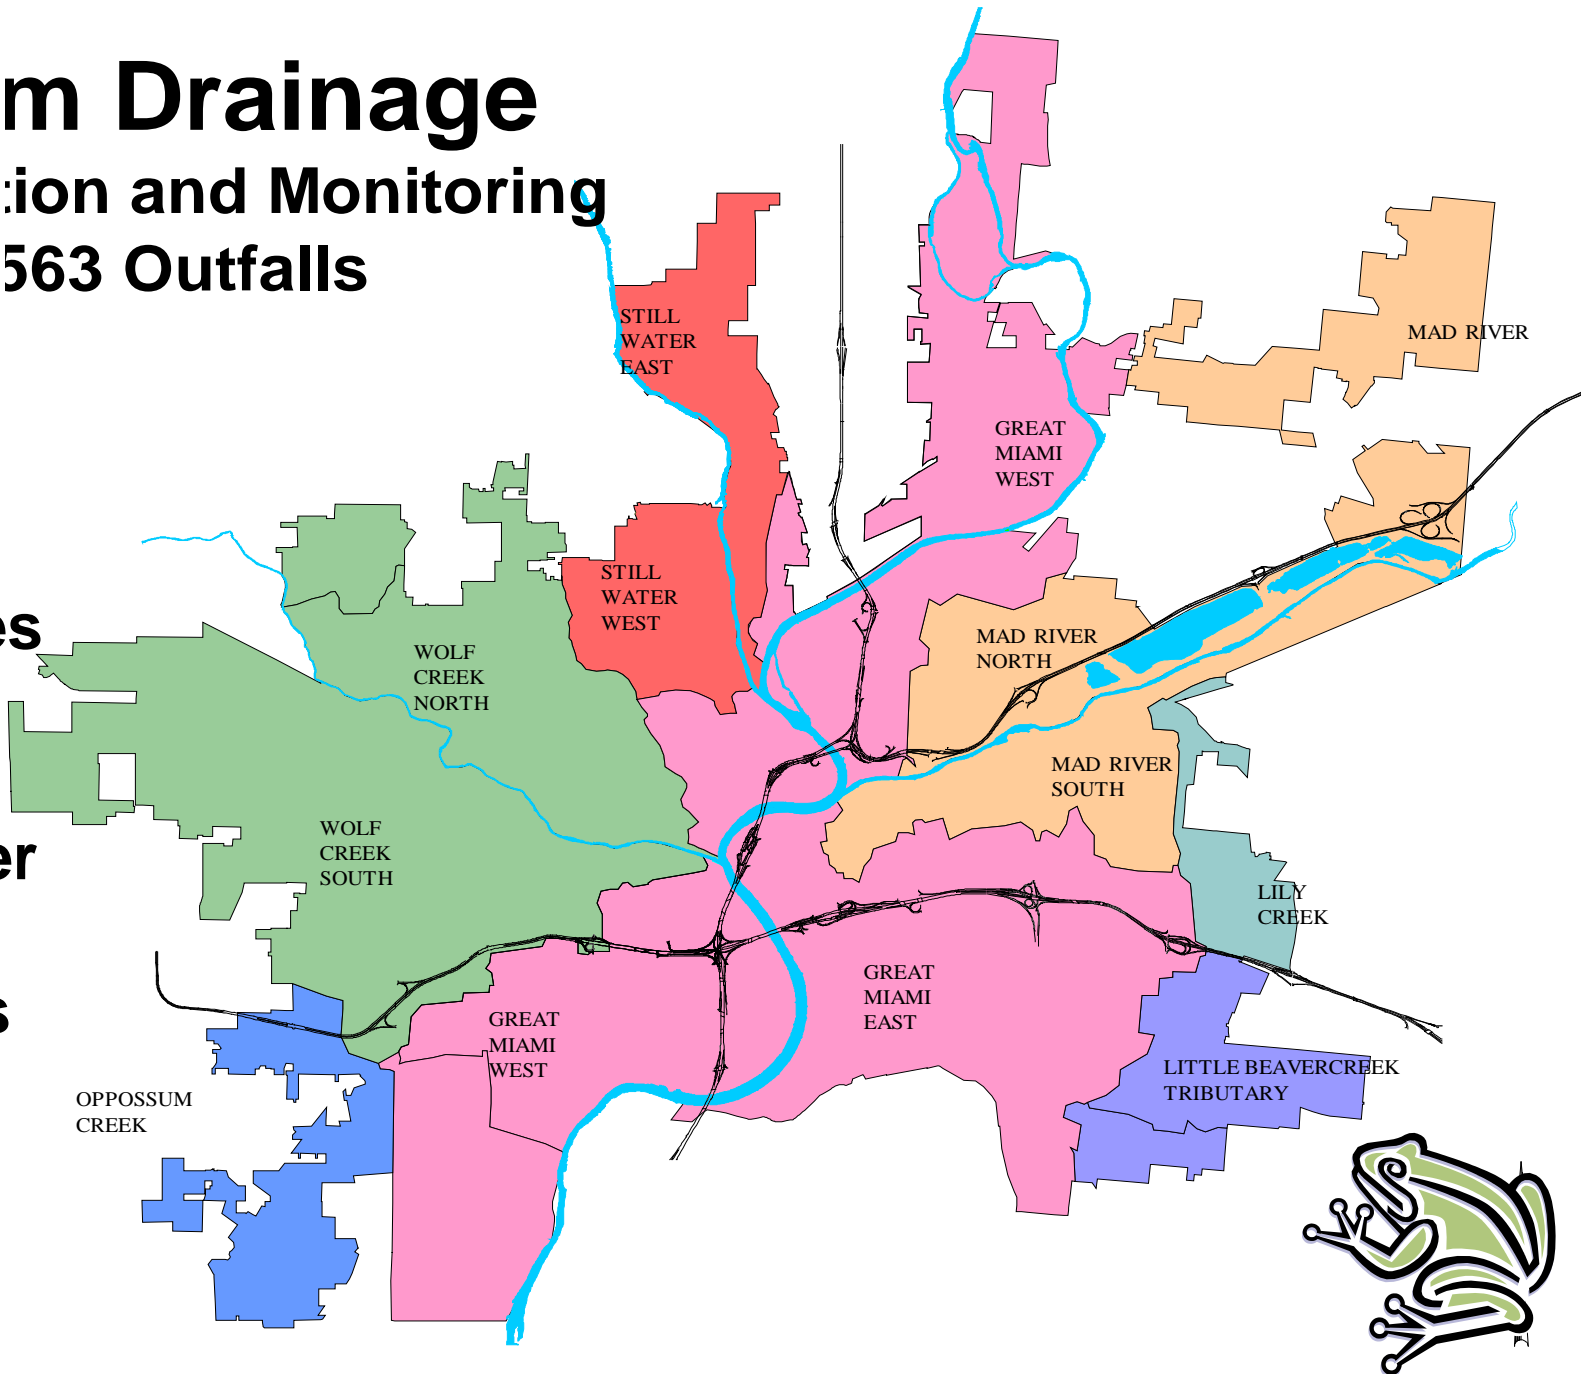 m Drainage
tion and Monitoring
563 Outfalls
STILL
WATER
EAST
MAD RIVER
GREAT
MIAMI
WEST
STILL
WATER
WEST
es
MAD RIVER
NORTH
WOLF
CREEK
NORTH
MAD RIVER
SOUTH
WOLF
CREEK
SOUTH
er
LILY
CREEK
GREAT
MIAMI
EAST
s
GREAT
MIAMI
WEST
LITTLE BEAVERCREEK
TRIBUTARY
OPPOSSUM
CREEK